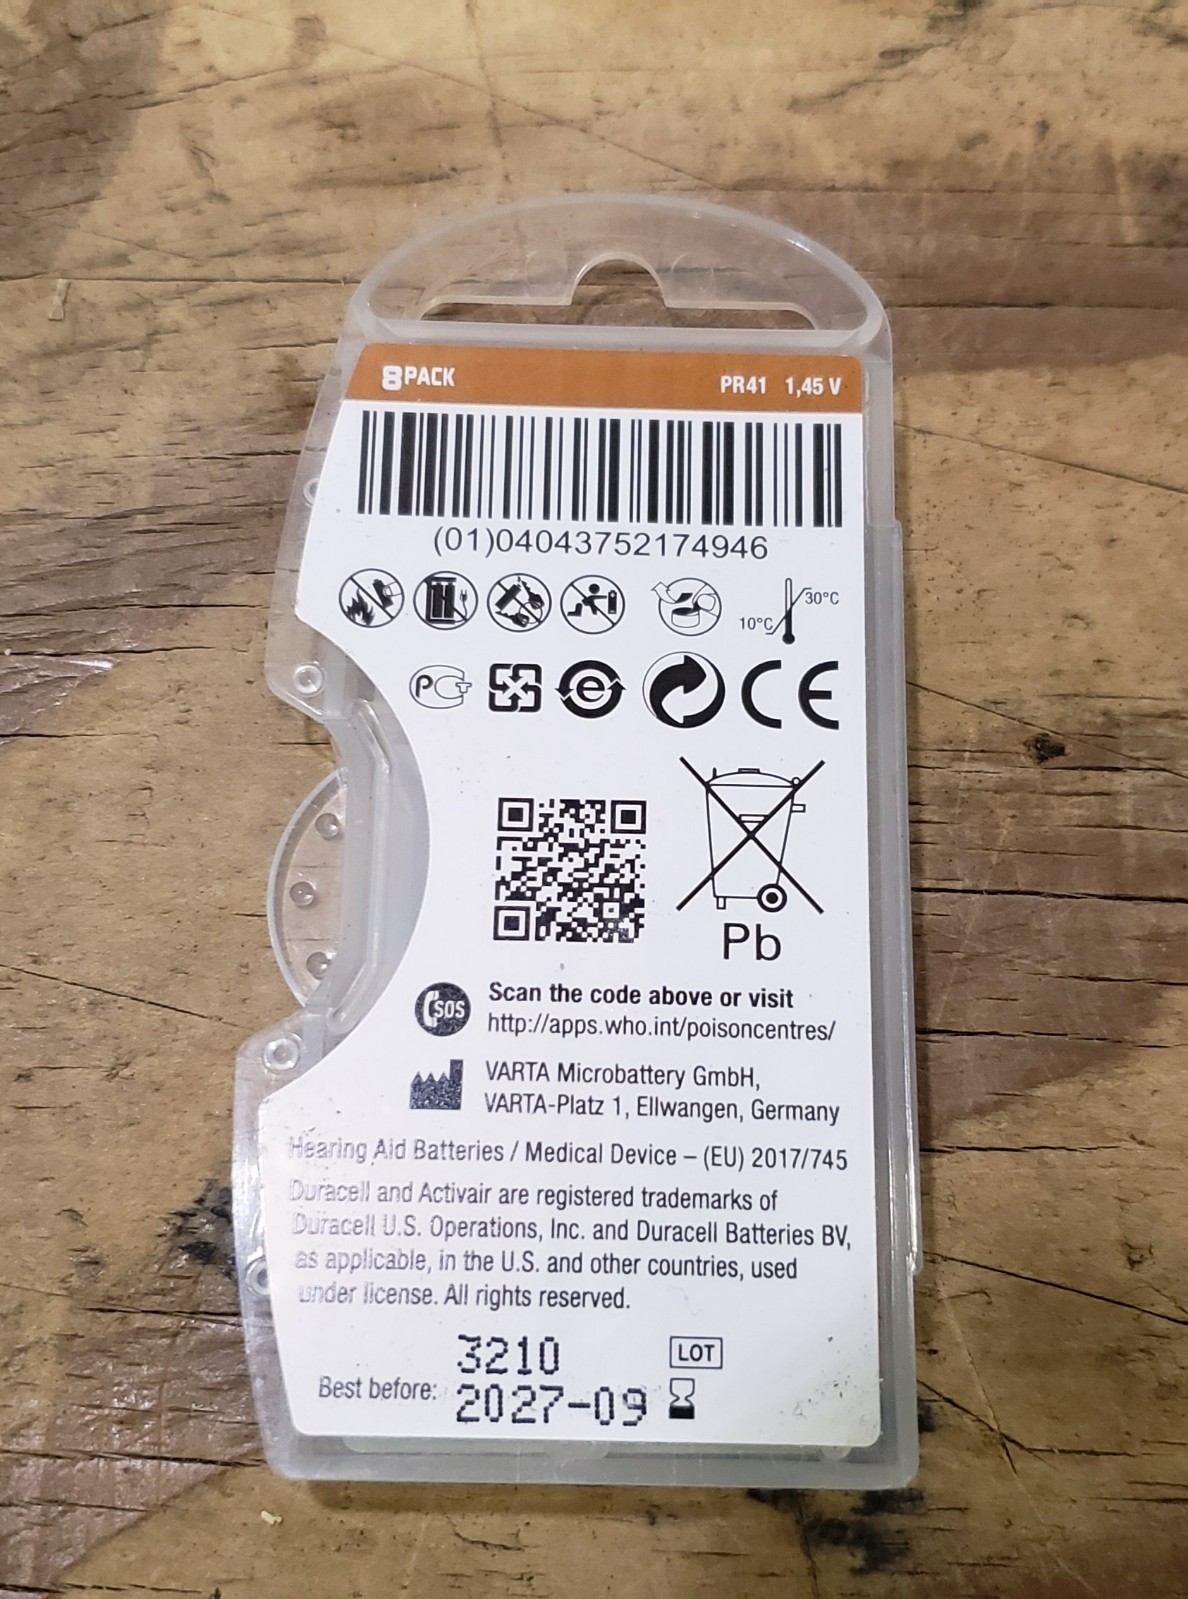 8PACK PR41 1,45 V
(01)04043752174946
10°C 30°C
PCT e CE
Pb
SOS
Scan the code above or visit
http://apps.who.int/poisoncentres/
VARTA Microbattery GmbH,
VARTA-Platz 1, Ellwangen, Germany
Hearing Aid Batteries / Medical Device – (EU) 2017/745
Duracell and Activair are registered trademarks of
Duracell U.S. Operations, Inc. and Duracell Batteries BV,
as applicable, in the U.S. and other countries, used
under license. All rights reserved.
3210 LOT
Best before: 2027-09